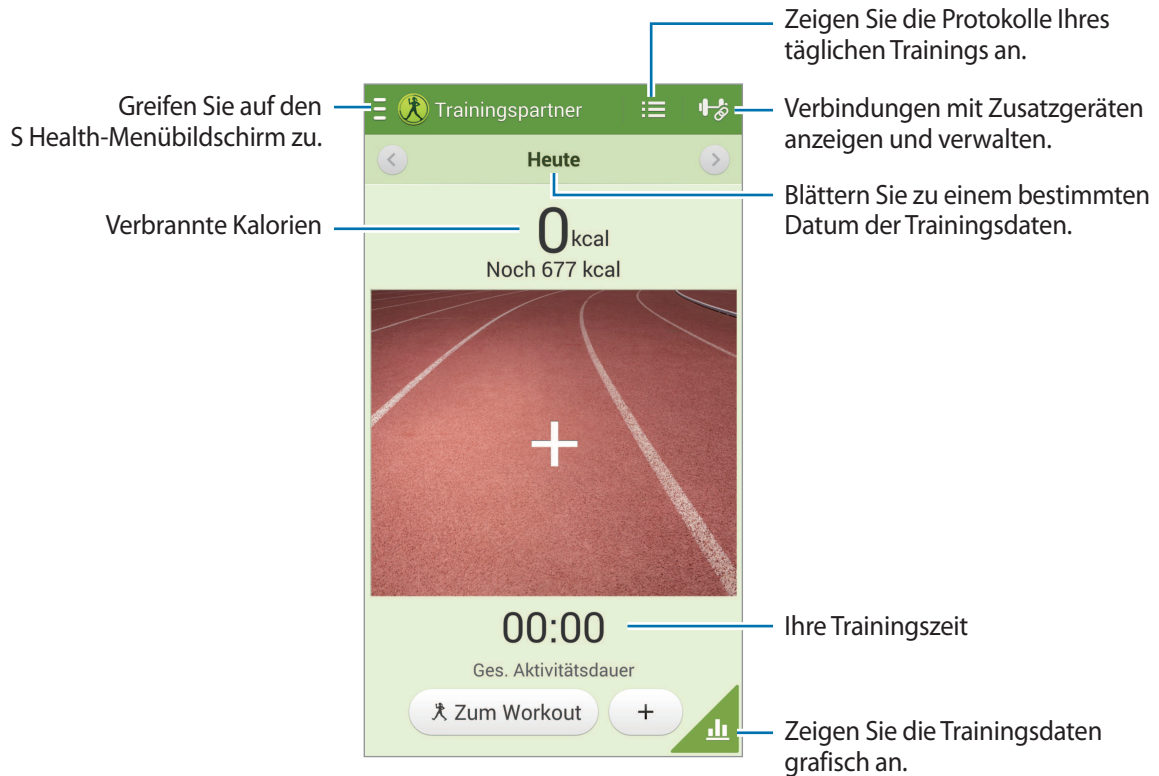 Zeigen Sie die Protokolle Ihres
täglichen Trainings an.
Greifen Sie auf den
S Health-Menübildschirm zu.
Trainingspartner
Verbindungen mit Zusatzgeräten
anzeigen und verwalten.
Heute
Blättern Sie zu einem bestimmten
Datum der Trainingsdaten.
Verbrannte Kalorien
0 kcal
Noch 677 kcal
00:00
Ihre Trainingszeit
Ges. Aktivitätsdauer
Zum Workout
+
Zeigen Sie die Trainingsdaten
grafisch an.